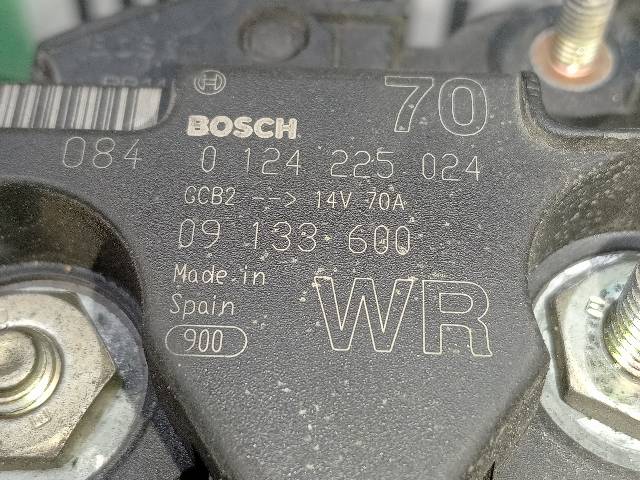 70
BOSCH
084 0 124 225 024
GCB2 --> 14V 70A
09 133 600
Made in
Spain
WR
900